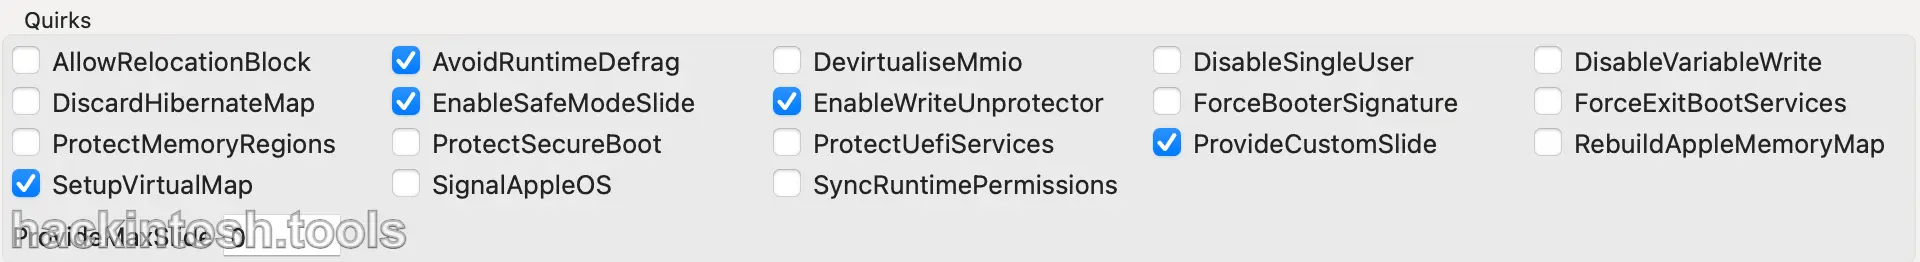 Quirks
AllowRelocationBlock AvoidRuntimeDefrag DevirtualiseMmio DisableSingleUser DisableVariableWrite
DiscardHibernateMap EnableSafeModeSlide EnableWriteUnprotector ForceBooterSignature ForceExitBootServices
ProtectMemoryRegions ProtectSecureBoot ProtectUefiServices ProvideCustomSlide RebuildAppleMemoryMap
SetupVirtualMap SignalAppleOS SyncRuntimePermissions
ProvideMaxSlide 0
hackintosh.tools